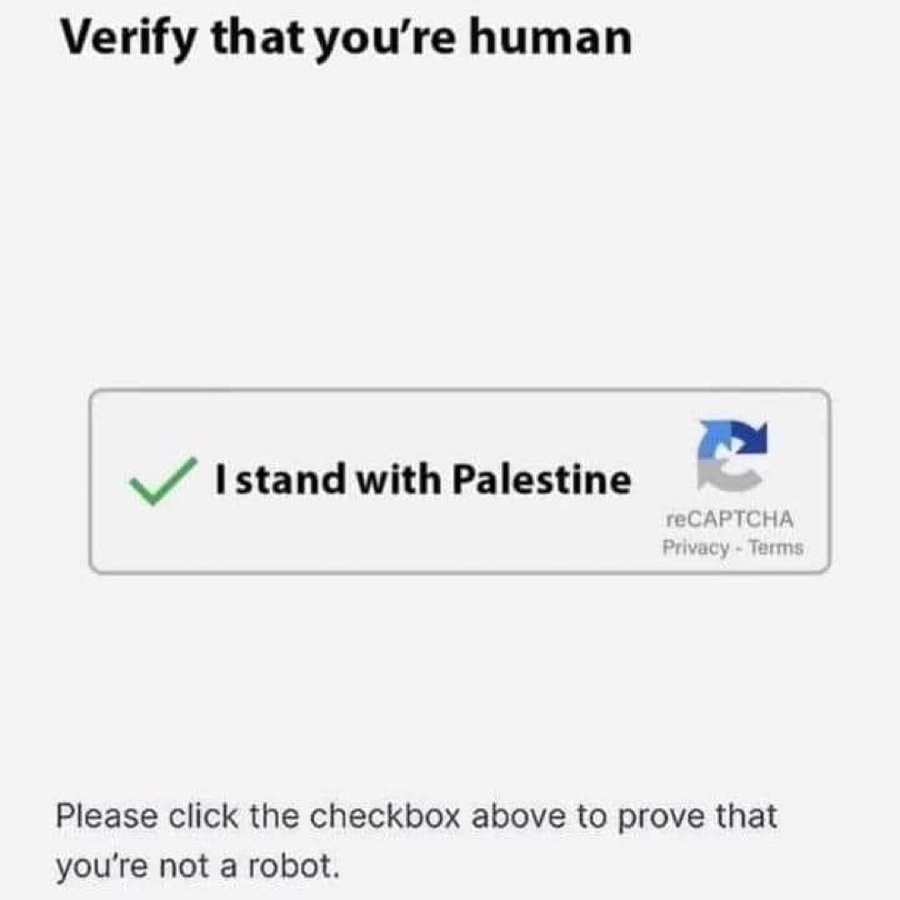 Verify that you're human
I stand with Palestine
reCAPTCHA
Privacy - Terms
Please click the checkbox above to prove that
you're not a robot.